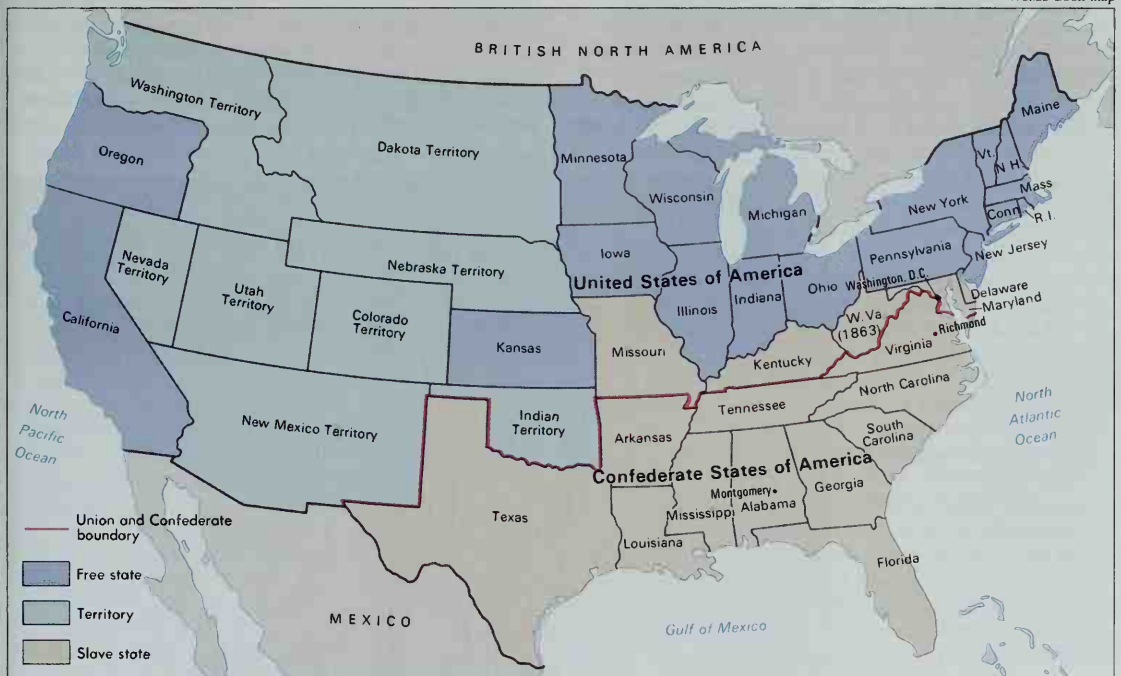 World Book map
BRITISH NORTH AMERICA
Washington Territory
Oregon
Dakota Territory
Minnesota
Wisconsin
Michigan
Maine
Vt.
N.H.
New York
Mass
Conn
R.I.
Nevada
Territory
Utah
Territory
Nebraska Territory
Iowa
United States of America
Pennsylvania
New Jersey
California
Colorado
Territory
Kansas
Missouri
Illinois
Indiana
Ohio
Washington, D.C.
Delaware
Maryland
W. Va
(1863)
Richmond
Virginia
Kentucky
North
Pacific
Ocean
New Mexico Territory
Indian
Territory
Arkansas
Tennessee
North Carolina
South
Carolina
North
Atlantic
Ocean
Confederate States of America
Texas
Louisiana
Mississippi
Montgomery
Alabama
Georgia
Florida
MEXICO
Gulf of Mexico
Union and Confederate
boundary
Free state
Territory
Slave state